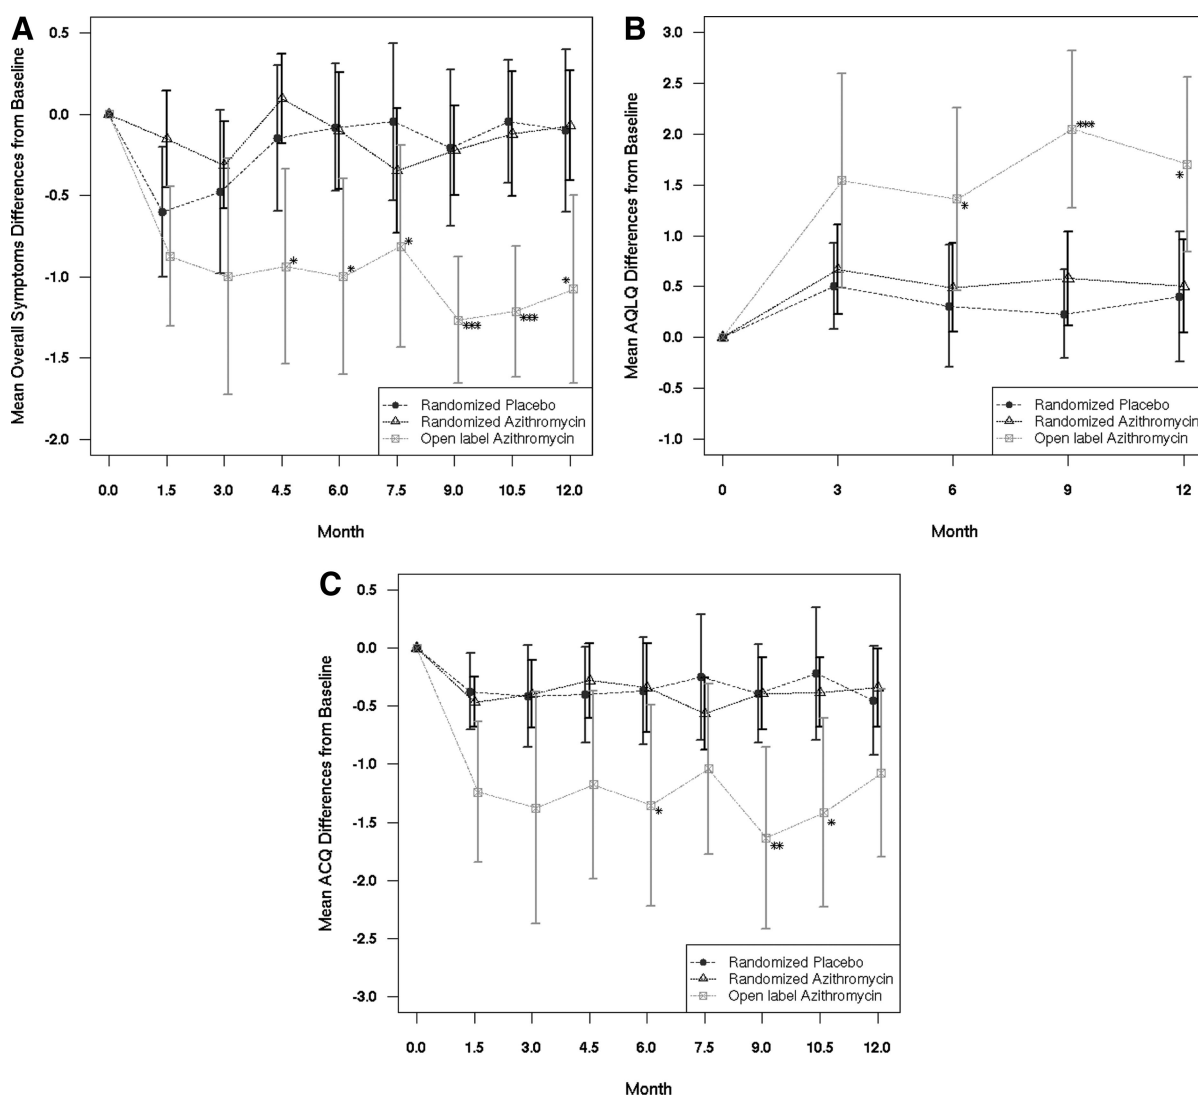 A
Mean Overall Symptoms Differences from Baseline
0.5
0.0
-0.5
-1.0
-1.5
-2.0
*
*
*
***
***
*
Randomized Placebo
Randomized Azithromycin
Open label Azithromycin
0.0 1.5 3.0 4.5 6.0 7.5 9.0 10.5 12.0
Month
B
Mean AQLQ Differences from Baseline
3.0
2.5
2.0
1.5
1.0
0.5
0.0
-0.5
-1.0
*
***
*
Randomized Placebo
Randomized Azithromycin
Open label Azithromycin
0 3 6 9 12
Month
C
Mean ACQ Differences from Baseline
0.5
0.0
-0.5
-1.0
-1.5
-2.0
-2.5
-3.0
*
**
*
Randomized Placebo
Randomized Azithromycin
Open label Azithromycin
0.0 1.5 3.0 4.5 6.0 7.5 9.0 10.5 12.0
Month